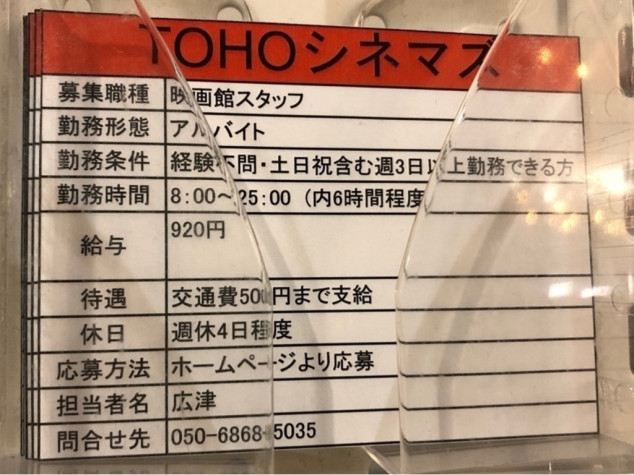 TOHOシネマズ
募集職種 映画館スタッフ
勤務形態 アルバイト
勤務条件 経験不問・土日祝含む週3日以上勤務できる方
勤務時間 8:00～25:00（内6時間程度
給与 920円
待遇 交通費500円まで支給
休日 週休4日程度
応募方法 ホームページより応募
担当者名 広津
問合せ先 050-6868-5035